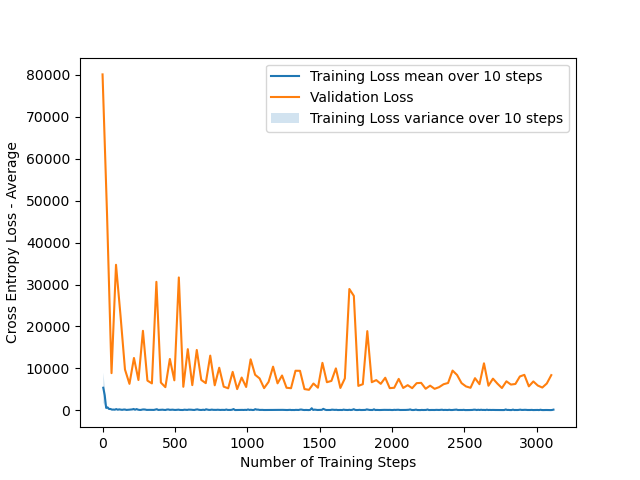 80000
70000
60000
50000
40000
30000
20000
10000
0
Cross Entropy Loss - Average
Training Loss mean over 10 steps
Validation Loss
Training Loss variance over 10 steps
0 500 1000 1500 2000 2500 3000
Number of Training Steps